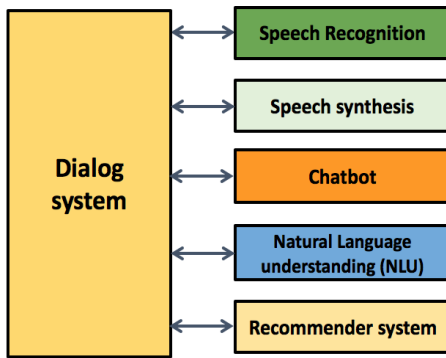 Dialog
system
Speech Recognition
Speech synthesis
Chatbot
Natural Language
understanding (NLU)
Recommender system